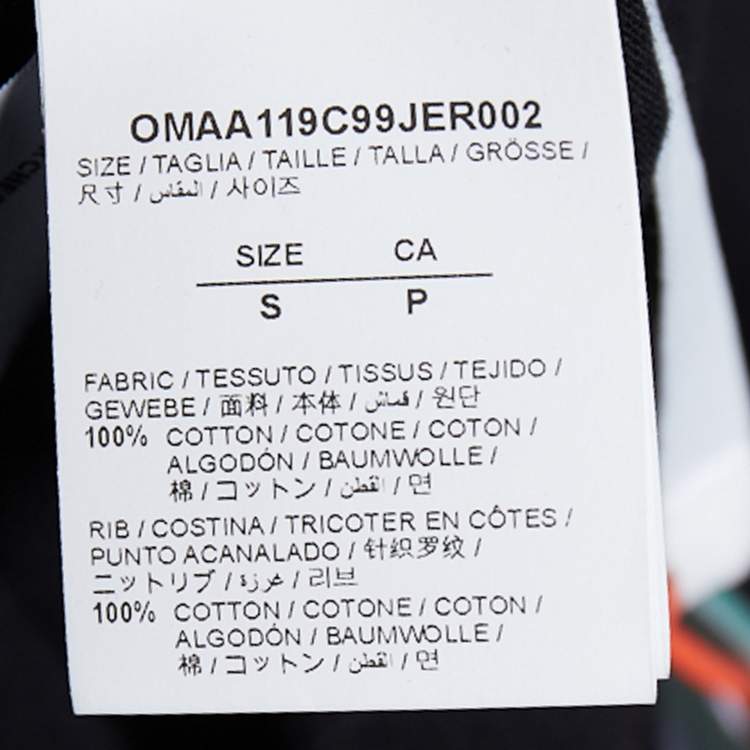 OMAA119C99JER002
SIZE / TAGLIA / TAILLE / TALLA / GRÖSSE /
尺寸 / المقاس / 사이즈
SIZE CA
S P
FABRIC / TESSUTO / TISSUS / TEJIDO /
GEWEBE / 面料 / 本体 / قماش / 원단
100% COTTON / COTONE / COTON /
ALGODÓN / BAUMWOLLE /
棉 / コットン / القطن / 면
RIB / COSTINA / TRICOTER EN CÔTES /
PUNTO ACANALADO / 针织罗纹 /
ニットリブ / غرزة / 리브
100% COTTON / COTONE / COTON /
ALGODÓN / BAUMWOLLE /
棉 / コットン / القطن / 면